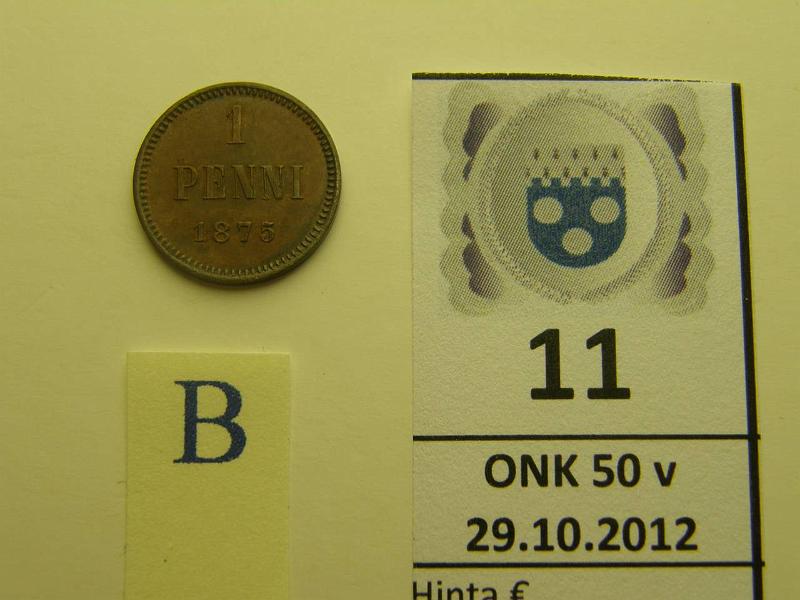 1
PENNI
1875
B
11
ONK 50 v
29.10.2012
Hinta €